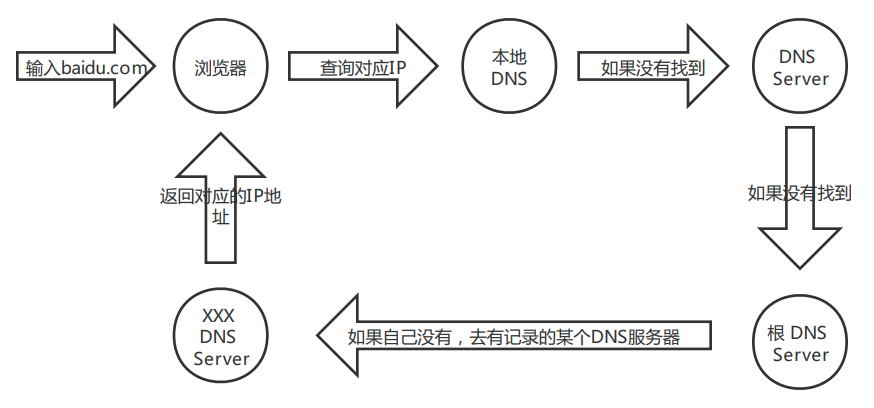 输入baidu.com
浏览器
查询对应IP
本地
DNS
如果没有找到
DNS
Server
如果没有找到
返回对应的IP地
址
XXX
DNS
Server
如果自己没有，去有记录的某个DNS服务器
根 DNS
Server